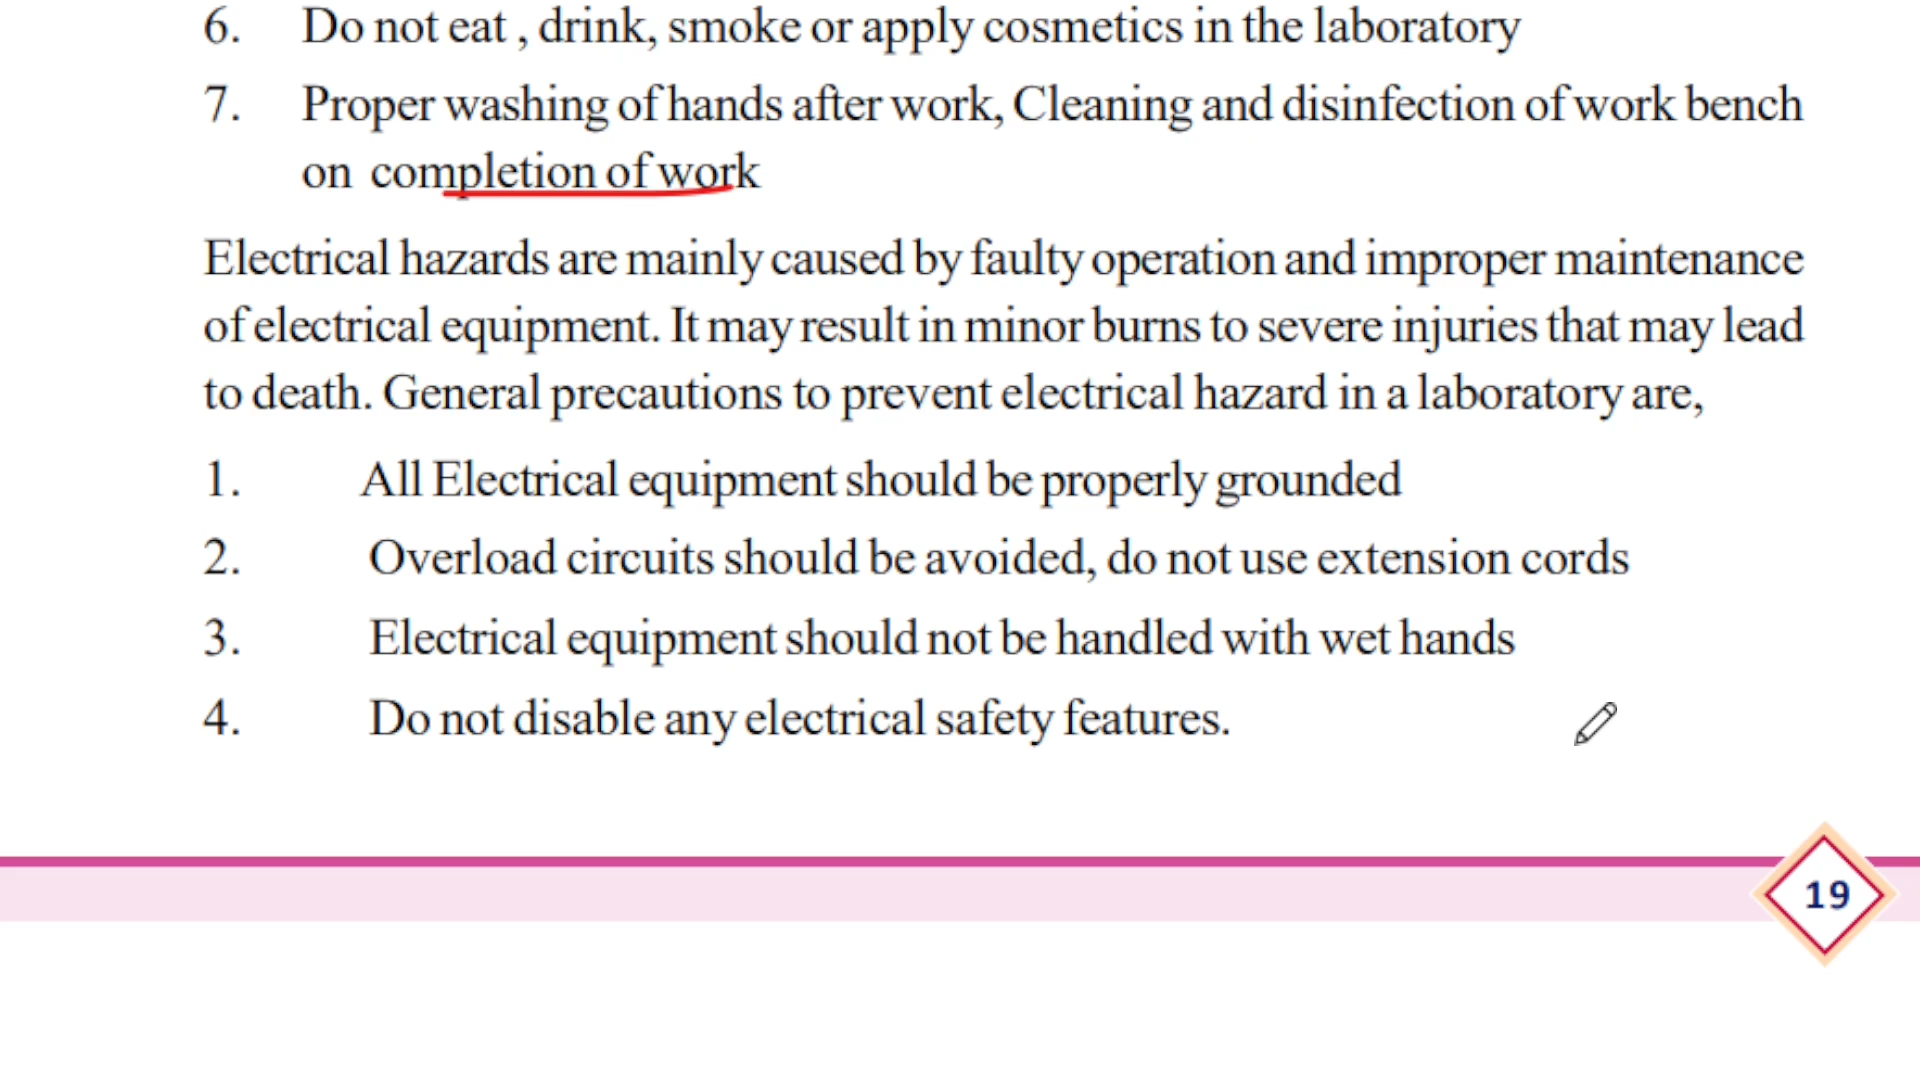 6. Do not eat , drink, smoke or apply cosmetics in the laboratory
7. Proper washing of hands after work, Cleaning and disinfection of work bench
on completion of work
Electrical hazards are mainly caused by faulty operation and improper maintenance
of electrical equipment. It may result in minor burns to severe injuries that may lead
to death. General precautions to prevent electrical hazard in a laboratory are,
1. All Electrical equipment should be properly grounded
2. Overload circuits should be avoided, do not use extension cords
3. Electrical equipment should not be handled with wet hands
4. Do not disable any electrical safety features.
19